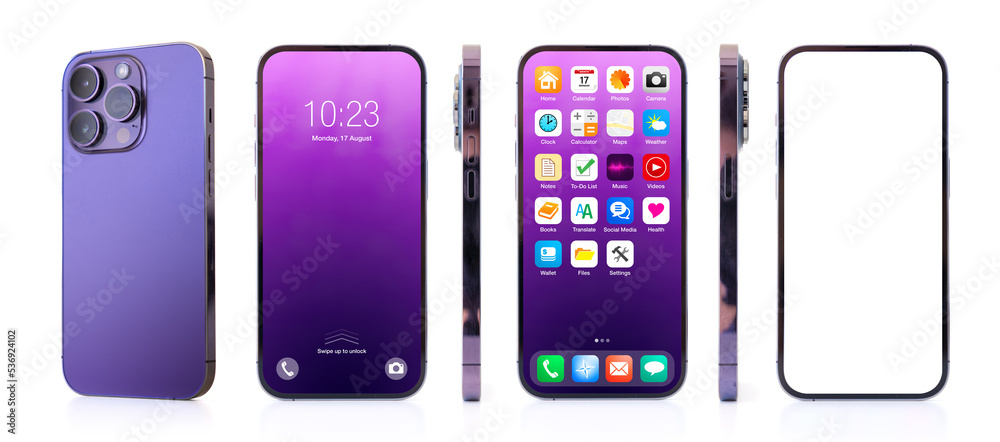 10:23
Monday, 17 August
Swipe up to unlock
17
Home Calendar Photos Camera
Clock Calculator Maps Weather
Notes To-Do List Music Videos
Books Translate Social Media Health
Wallet Files Settings
Adobe Stock | #536924102